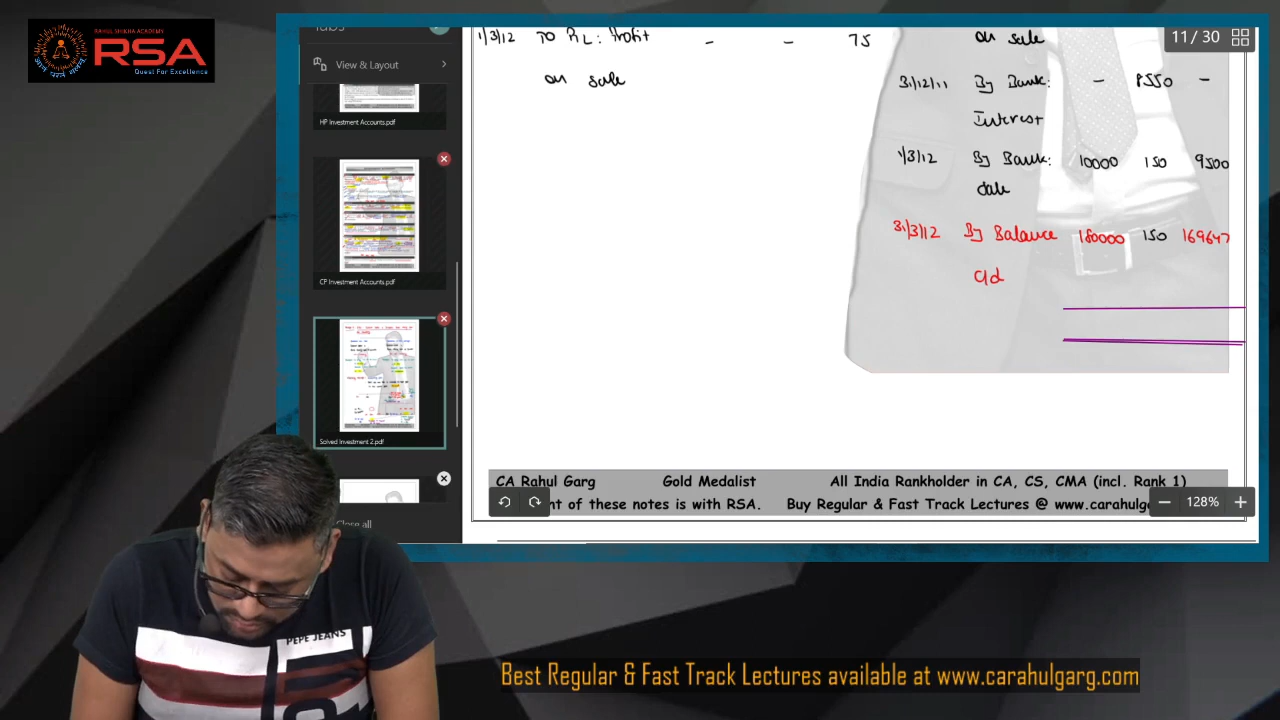 RAHUL SHIKHA ACADEMY
RSA
Quest For Excellence
View & Layout
HP Investment Accounts.pdf
CP Investment Accounts.pdf
Solved Investment 2.pdf
Close all
11 / 30
1/3/12 To P/L: Profit - - 75
on sale
on sale
31/12/11 By Bank: - 8550 -
Interest
1/3/12 By Bank: 10000 150 9500
Sale
31/3/12 By Balance 180000 150 169647
c/d
CA Rahul Garg Gold Medalist All India Rankholder in CA, CS, CMA (incl. Rank 1)
of these notes is with RSA. Buy Regular & Fast Track Lectures @ www.carahulga
128%
PEPE JEANS
Best Regular & Fast Track Lectures available at www.carahulgarg.com